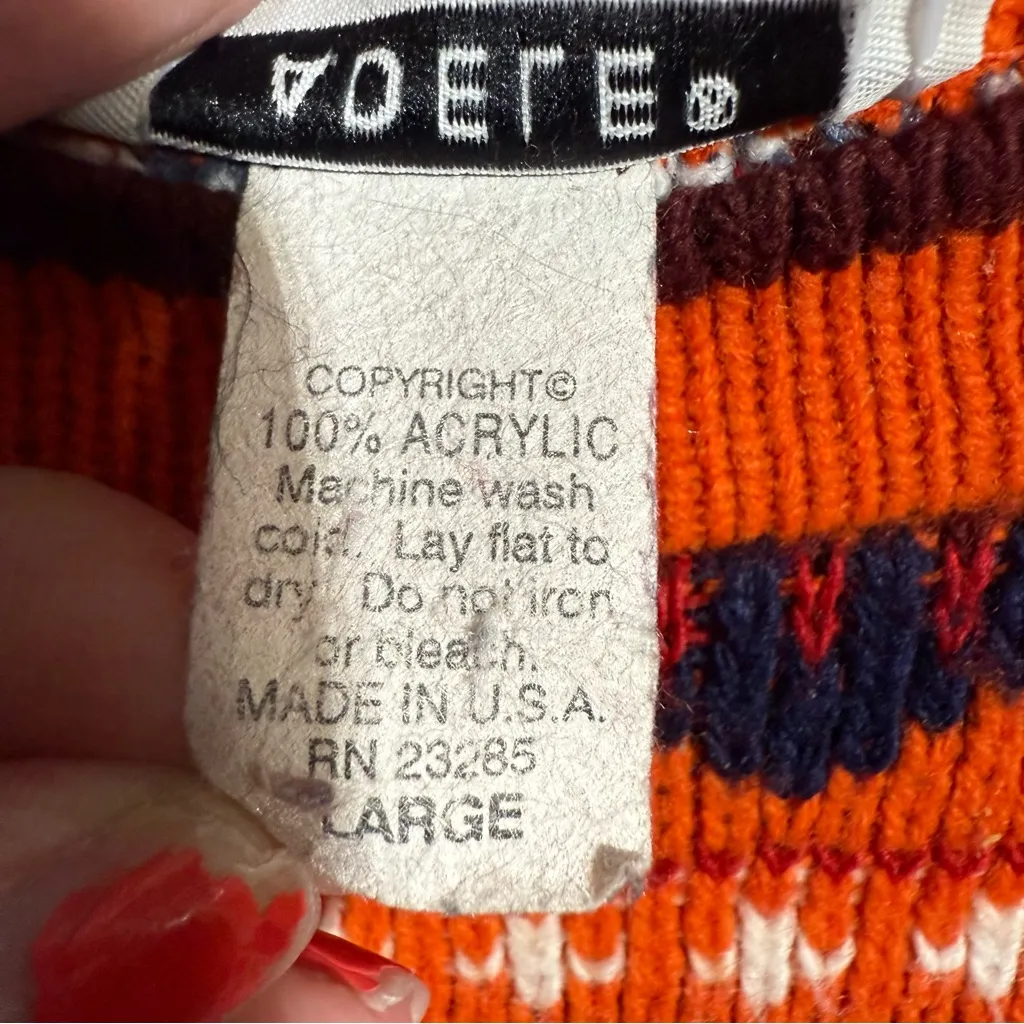 ADELE®
COPYRIGHT©
100% ACRYLIC
Machine wash
cold. Lay flat to
dry. Do not iron
or bleach.
MADE IN U.S.A.
RN 23285
LARGE